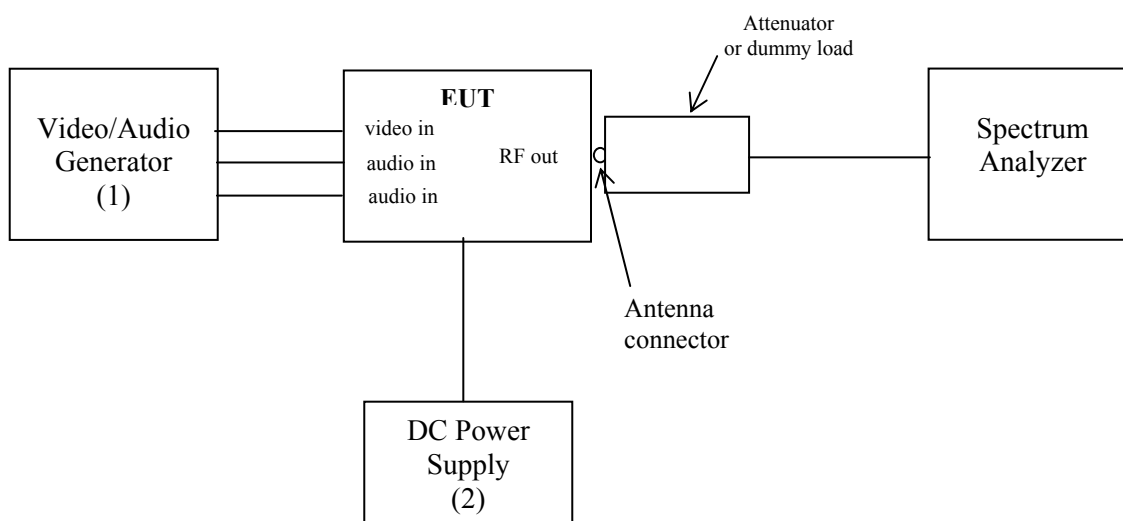 Attenuator
or dummy load
Video/Audio
Generator
(1)
EUT
video in
audio in
audio in
RF out
Spectrum
Analyzer
Antenna
connector
DC Power
Supply
(2)